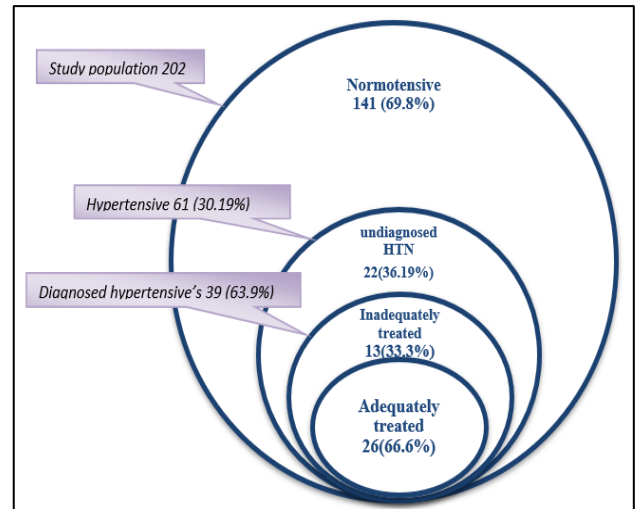 Study population 202
Normotensive
141 (69.8%)
Hypertensive 61 (30.19%)
undiagnosed
HTN
22(36.19%)
Diagnosed hypertensive's 39 (63.9%)
Inadequately
treated
13(33.3%)
Adequately
treated
26(66.6%)